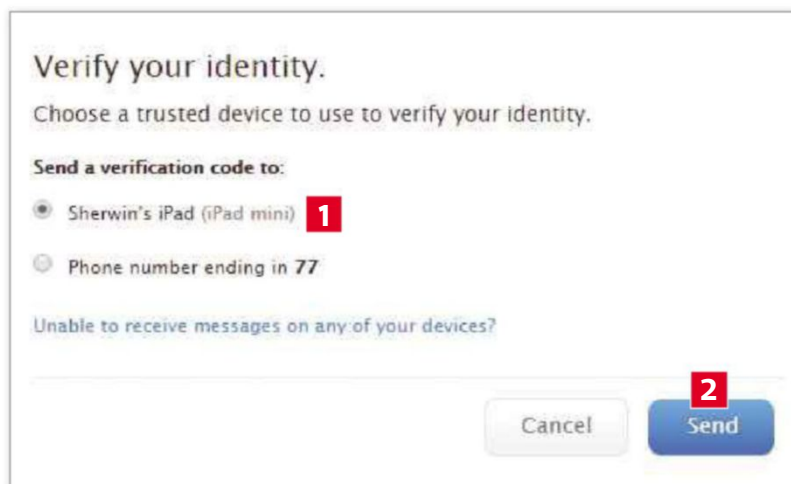 Verify your identity.
Choose a trusted device to use to verify your identity.
Send a verification code to:
Sherwin's iPad (iPad mini) 1
Phone number ending in 77
Unable to receive messages on any of your devices?
2
Cancel Send